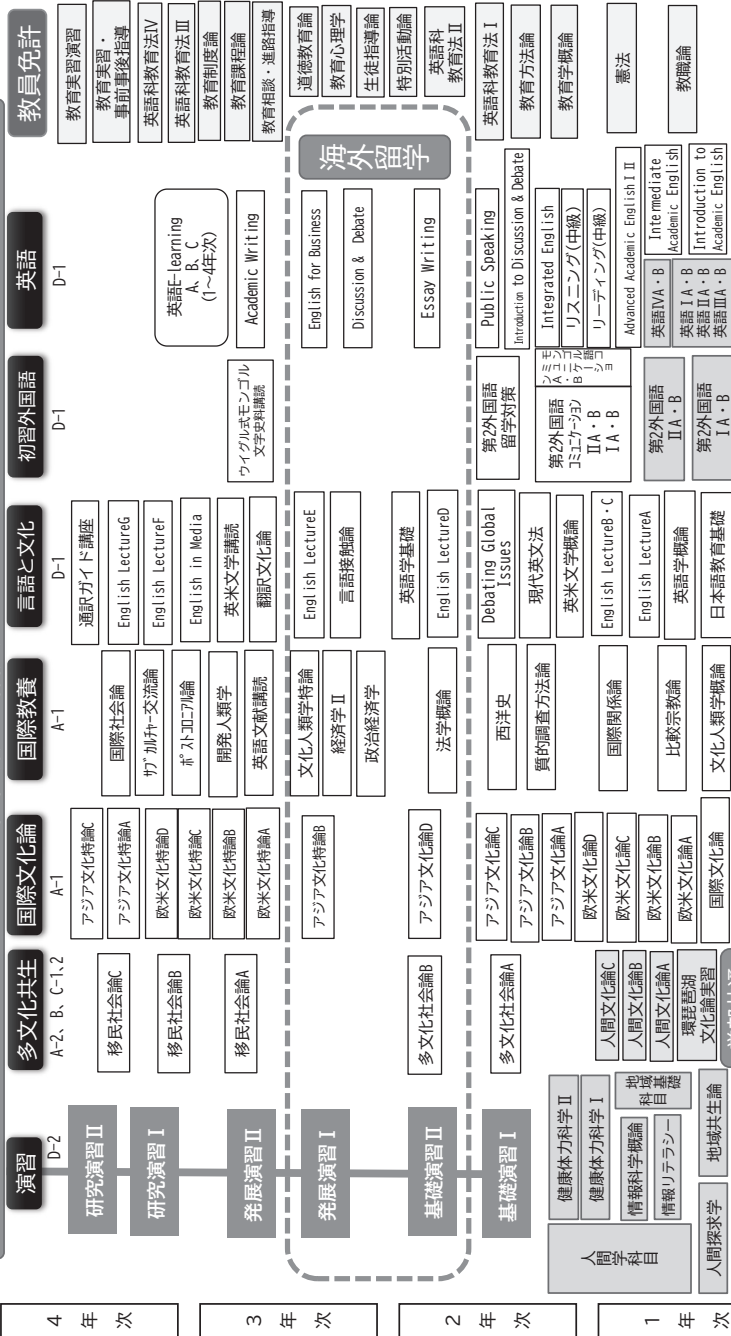 演習
D-2
多文化共生
A-2、B、C-1、2
国際文化論
A-1
国際教養
A-1
言語と文化
D-1
初習外国語
D-1
英語
D-1
教員免許
4年次
3年次
2年次
1年次
海外留学
研究演習Ⅱ
研究演習Ⅰ
発展演習Ⅱ
発展演習Ⅰ
基礎演習Ⅱ
基礎演習Ⅰ
健康体力科学Ⅱ
健康体力科学Ⅰ
情報科学概論
情報リテラシー
地域基礎
科目
人間学
科目
人間探求学
地域共生論
移民社会論C
移民社会論B
移民社会論A
多文化社会論B
多文化社会論A
人間文化論C
人間文化論B
人間文化論A
環琵琶湖
文化論実習
アジア文化特論C
アジア文化特論A
欧米文化特論D
欧米文化特論C
欧米文化特論B
欧米文化特論A
アジア文化特論B
アジア文化論D
アジア文化論C
アジア文化論B
アジア文化論A
欧米文化論D
欧米文化論C
欧米文化論B
欧米文化論A
国際文化論
国際社会論
サブカルチャー交流論
ポストコロニアル論
開発人類学
英語文献講読
文化人類学特論
経済学Ⅱ
政治経済学
法学概論
西洋史
質的調査方法論
国際関係論
比較宗教論
文化人類学概論
通訳ガイド講座
English LectureG
English LectureF
English in Media
英米文学講読
翻訳文化論
English LectureE
言語接触論
英語学基礎
English LectureD
Debating Global
Issues
現代英文法
英米文学概論
English LectureB・C
English LectureA
英語学概論
日本語教育基礎
ウイグル式モンゴル
文字史料講読
第2外国語
留学対策
第2外国語
コミュニケーション
ⅡA・B
ⅠA・B
第2外国語
ⅡA・B
第2外国語
ⅠA・B
英語E-learning
A、B、C
(1～4年次)
Academic Writing
English for Business
Discussion & Debate
Essay Writing
Public Speaking
Introduction to Discussion & Debate
Integrated English
リスニング(中級)
リーディング(中級)
Advanced Academic English I II
英語ⅣA・B
Intermediate
Academic English
英語ⅠA・B
英語ⅡA・B
英語ⅢA・B
Introduction to
Academic English
教育実習演習
教育実習・
事前事後指導
英語科教育法Ⅳ
英語科教育法Ⅲ
教育制度論
教育課程論
教育相談・進路指導
道徳教育論
教育心理学
生徒指導論
特別活動論
英語科
教育法Ⅱ
英語科教育法Ⅰ
教育方法論
教育学概論
憲法
教職論